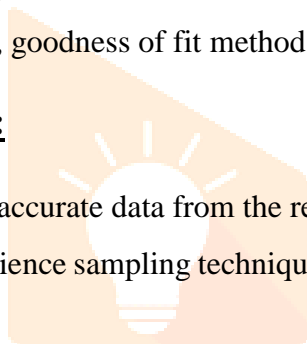 , goodness of fit method
:
accurate data from the re
ience sampling techniqu